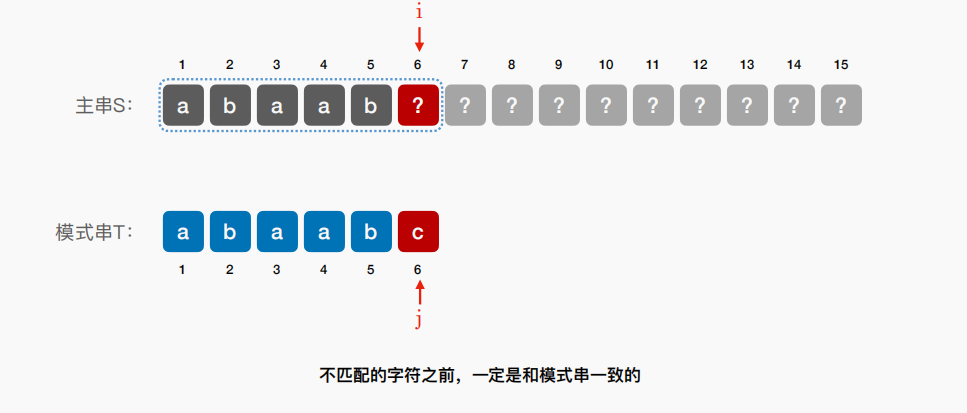 i
1 2 3 4 5 6 7 8 9 10 11 12 13 14 15
主串S: a b a a b ? ? ? ? ? ? ? ? ? ?
模式串T: a b a a b c
1 2 3 4 5 6
j
不匹配的字符之前，一定是和模式串一致的